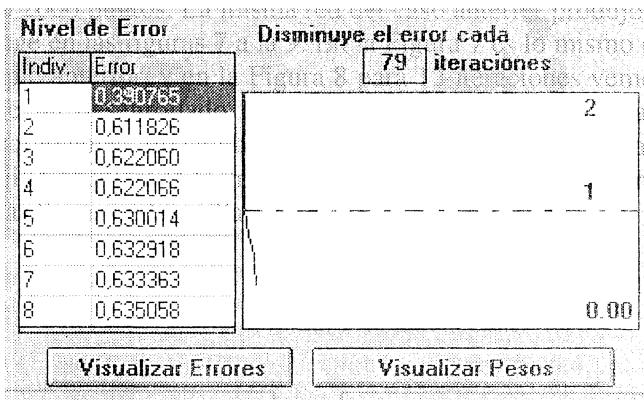 Nivel de Error
Disminuye el error cada
79 iteraciones
Indiv. Error
1 0,390765
2 0,611826
3 0,622060
4 0,622066
5 0,630014
6 0,632918
7 0,633363
8 0,635058
2
1
0.00
Visualizar Errores
Visualizar Pesos